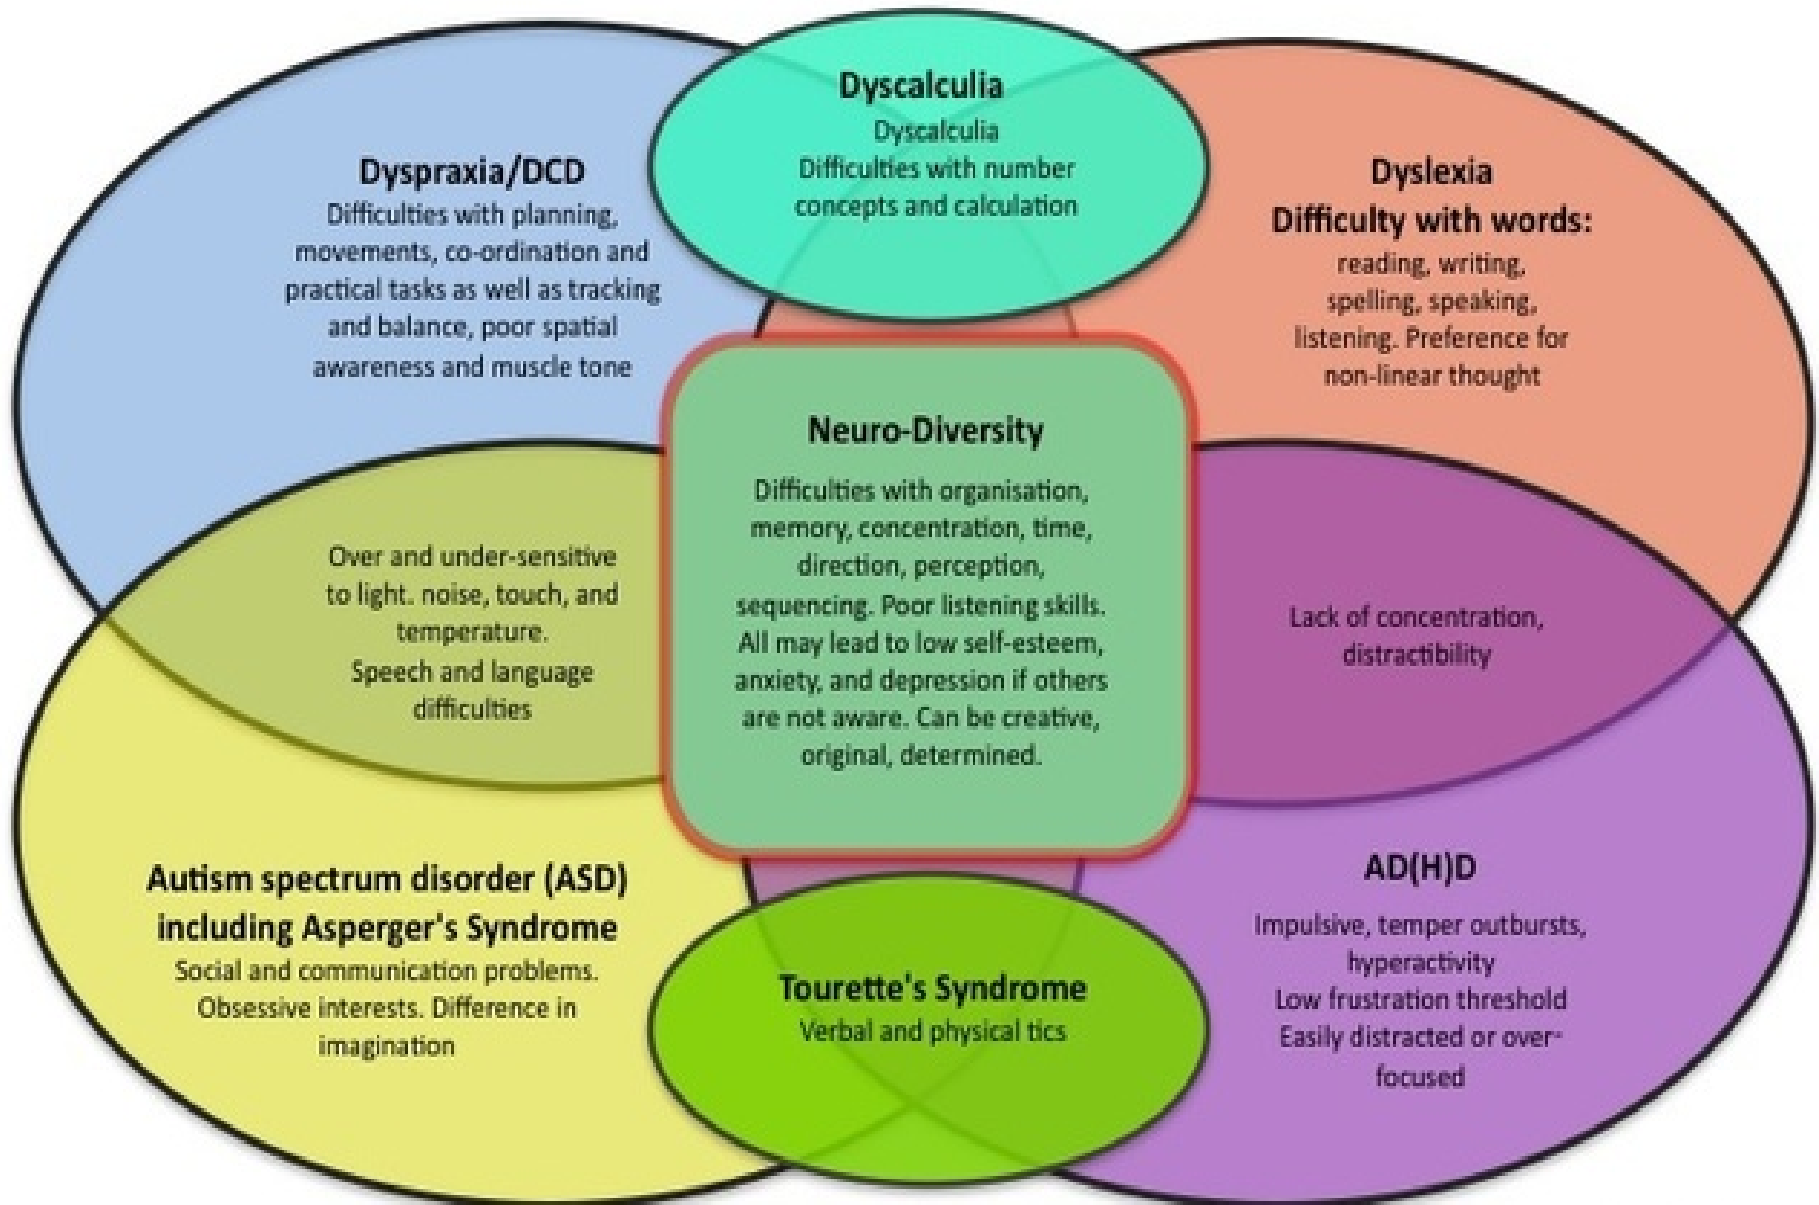 Dyscalculia
Dyscalculia
Difficulties with number
concepts and calculation
Dyspraxia/DCD
Difficulties with planning,
movements, co-ordination and
practical tasks as well as tracking
and balance, poor spatial
awareness and muscle tone
Dyslexia
Difficulty with words:
reading, writing,
spelling, speaking,
listening. Preference for
non-linear thought
Neuro-Diversity
Difficulties with organisation,
memory, concentration, time,
direction, perception,
sequencing. Poor listening skills.
All may lead to low self-esteem,
anxiety, and depression if others
are not aware. Can be creative,
original, determined.
Over and under-sensitive
to light. noise, touch, and
temperature.
Speech and language
difficulties
Lack of concentration,
distractibility
Autism spectrum disorder (ASD)
including Asperger's Syndrome
Social and communication problems.
Obsessive interests. Difference in
imagination
Tourette's Syndrome
Verbal and physical tics
AD(H)D
Impulsive, temper outbursts,
hyperactivity
Low frustration threshold
Easily distracted or over-
focused